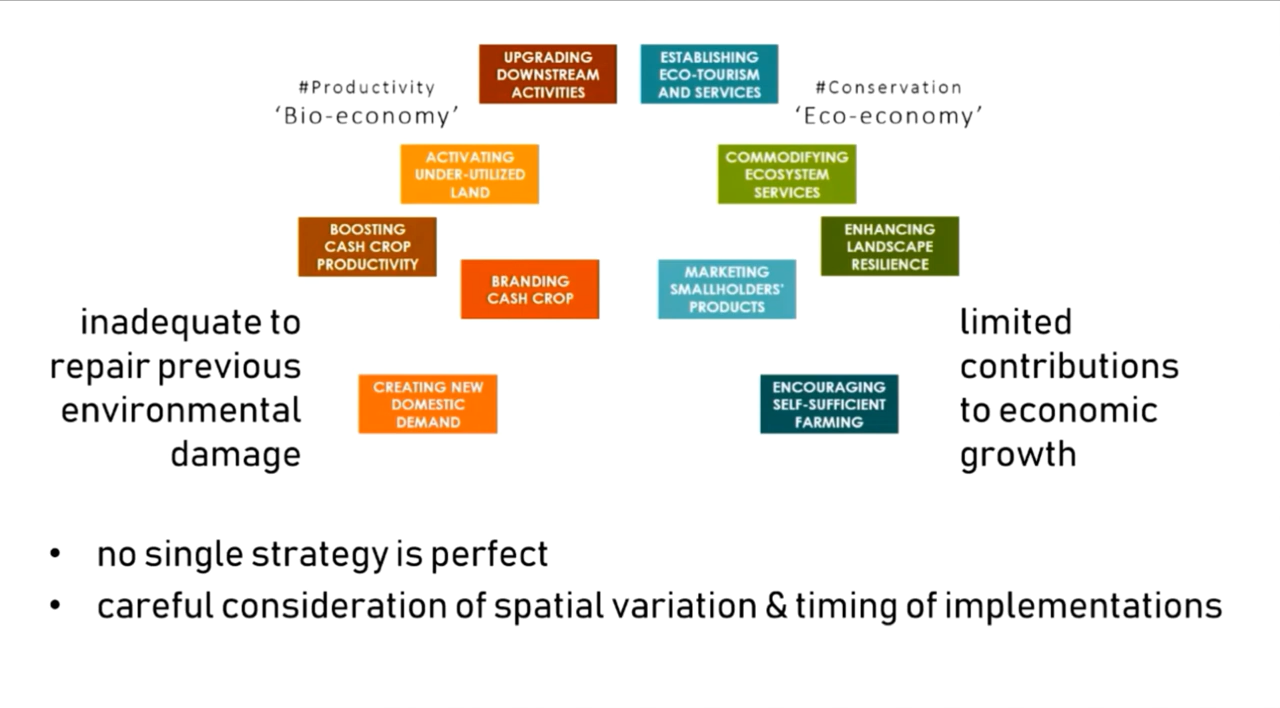 #Productivity
‘Bio-economy’
UPGRADING
DOWNSTREAM
ACTIVITIES
ESTABLISHING
ECO-TOURISM
AND SERVICES
#Conservation
‘Eco-economy’
ACTIVATING
UNDER-UTILIZED
LAND
COMMODIFYING
ECOSYSTEM
SERVICES
BOOSTING
CASH CROP
PRODUCTIVITY
BRANDING
CASH CROP
MARKETING
SMALLHOLDERS’
PRODUCTS
ENHANCING
LANDSCAPE
RESILIENCE
inadequate to
repair previous
environmental
damage
CREATING NEW
DOMESTIC
DEMAND
ENCOURAGING
SELF-SUFFICIENT
FARMING
limited
contributions
to economic
growth
• no single strategy is perfect
• careful consideration of spatial variation & timing of implementations